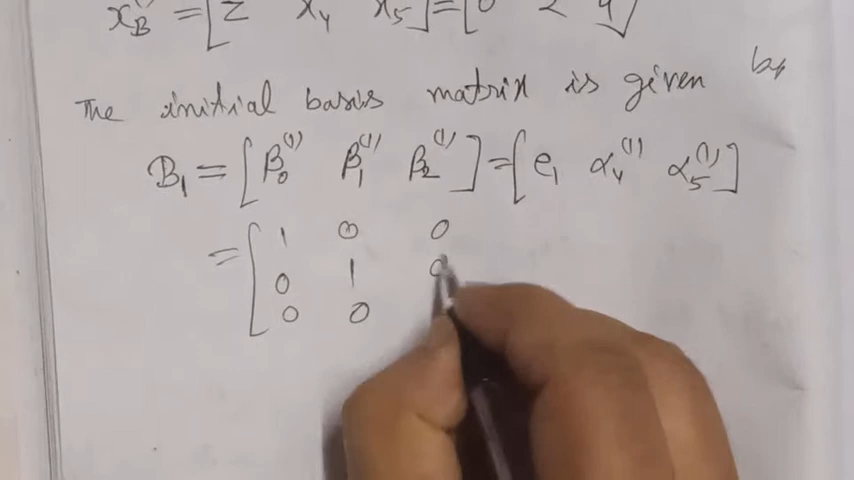 x_B^(1) = [z x_4 x_5] = [0 2 4]
The initial basis matrix is given by
B_1 = [β_0^(1) β_1^(1) β_2^(1)] = [e_1 α_4^(1) α_5^(1)]
= [1 0 0
0 1 0
0 0